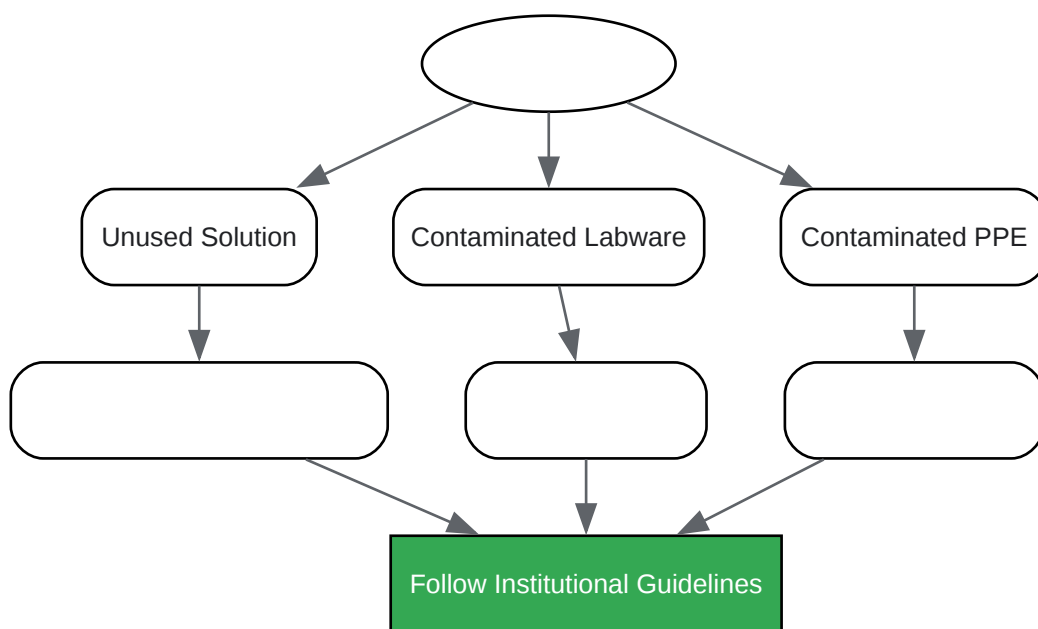 Unused Solution
Contaminated Labware
Contaminated PPE
Follow Institutional Guidelines